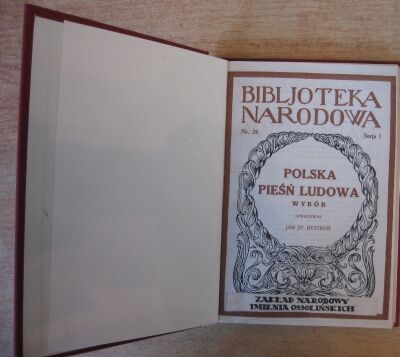 BIBLJOTEKA
NARODOWA
Nr. 26 Serja I
POLSKA
PIEŚŃ LUDOWA
WYBÓR
OPRACOWAŁ
JAN ST. BYSTROŃ
ZAKŁAD NARODOWY
IMIENIA OSSOLIŃSKICH